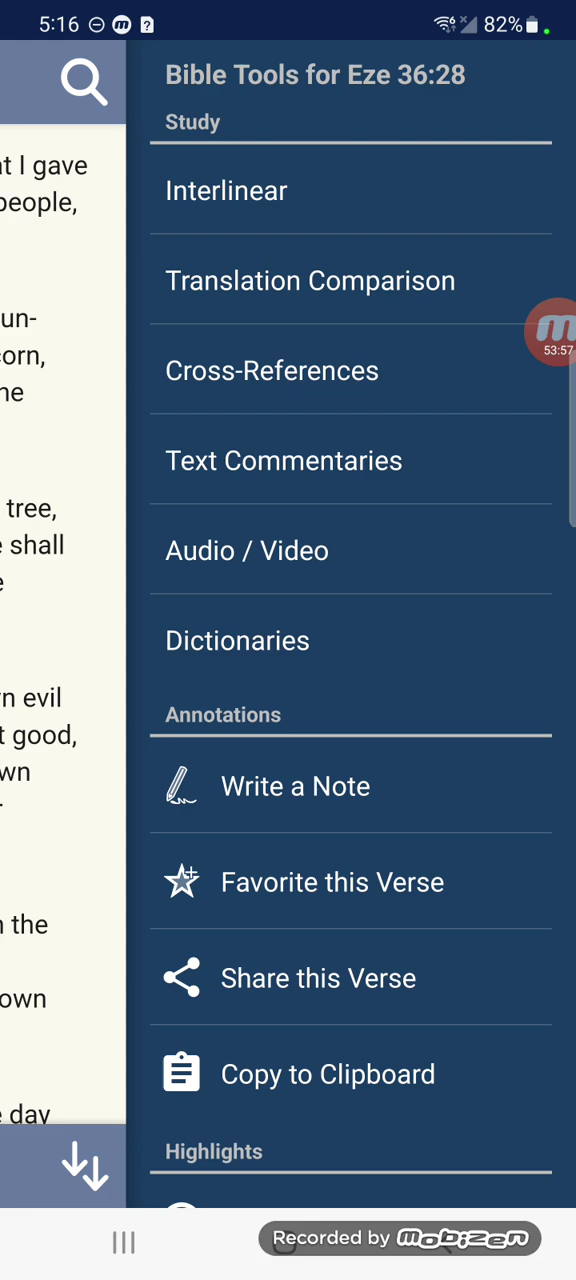 5:16
82%
Bible Tools for Eze 36:28
Study
at I gave
people,
Interlinear
Translation Comparison
un-
corn,
ne
53:57
Cross-References
Text Commentaries
tree,
shall
Audio / Video
Dictionaries
n evil
t good,
wn
Annotations
Write a Note
Favorite this Verse
n the
own
Share this Verse
Copy to Clipboard
e day
Highlights
Recorded by mobizen